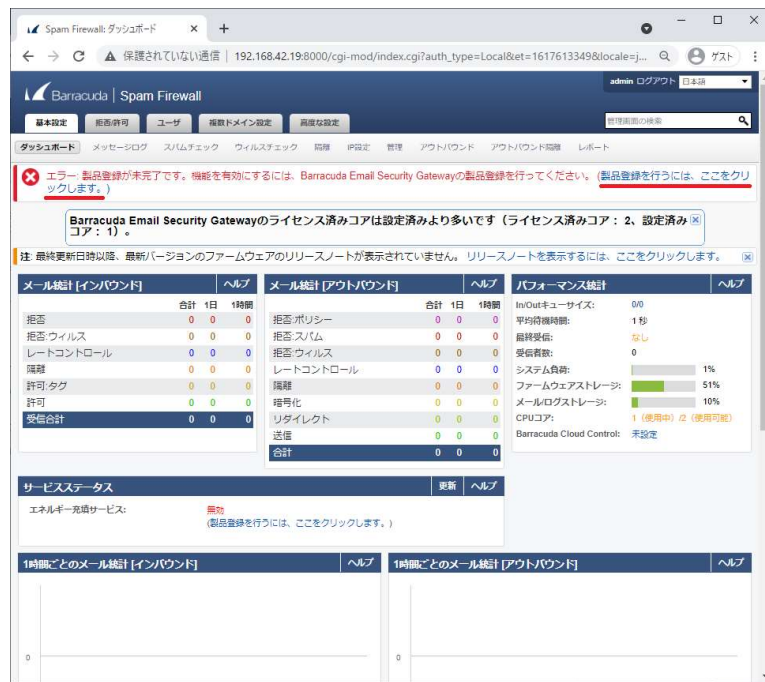 Spam Firewall: ダッシュボード
保護されていない通信 | 192.168.42.19:8000/cgi-mod/index.cgi?auth_type=Local&et=1617613349&locale=j... ゲスト
admin ログアウト 日本語
Barracuda | Spam Firewall
基本設定 拒否/許可 ユーザ 複数ドメイン設定 高度な設定 管理画面の検索
ダッシュボード メッセージログ スパムチェック ウィルスチェック 隔離 IP設定 管理 アウトバウンド アウトバウンド隔離 レポート
エラー: 製品登録が未完了です。機能を有効にするには、Barracuda Email Security Gatewayの製品登録を行ってください。(製品登録を行うには、ここをクリ
ックします。)
Barracuda Email Security Gatewayのライセンス済みコアは設定済みより多いです（ライセンス済みコア： 2、設定済み
コア： 1）。
注: 最終更新日時以降、最新バージョンのファームウェアのリリースノートが表示されていません。 リリースノートを表示するには、ここをクリックします。
メール統計 [インバウンド] ヘルプ
合計 1日 1時間
拒否 0 0 0
拒否:ウィルス 0 0 0
レートコントロール 0 0 0
隔離 0 0 0
許可:タグ 0 0 0
許可 0 0 0
受信合計 0 0 0
メール統計 [アウトバウンド] ヘルプ
合計 1日 1時間
拒否:ポリシー 0 0 0
拒否:スパム 0 0 0
拒否:ウィルス 0 0 0
レートコントロール 0 0 0
隔離 0 0 0
暗号化 0 0 0
リダイレクト 0 0 0
送信 0 0 0
合計 0 0 0
パフォーマンス統計 ヘルプ
In/Outキューサイズ: 0/0
平均待機時間: 1 秒
最終受信: なし
受信者数: 0
システム負荷: 1%
ファームウェアストレージ: 51%
メール/ログストレージ: 10%
CPUコア: 1（使用中）/2（使用可能）
Barracuda Cloud Control: 未設定
サービスステータス 更新 ヘルプ
エネルギー充填サービス: 無効
(製品登録を行うには、ここをクリックします。)
1時間ごとのメール統計 [インバウンド] ヘルプ
0
1時間ごとのメール統計 [アウトバウンド] ヘルプ
0